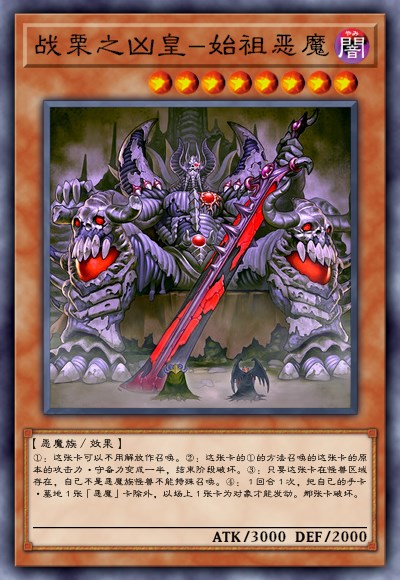 战栗之凶皇-始祖恶魔
やみ
闇
【恶魔族/效果】
①：这张卡可以不用解放作召唤。②：这张卡的①的方法召唤的这张卡的原
本的攻击力·守备力变成一半，结束阶段破坏。③：只要这张卡在怪兽区域
存在，自己不是恶魔族怪兽不能特殊召唤。④：1回合1次，把自己的手卡
·墓地1张「恶魔」卡除外，以场上1张卡为对象才能发动。那张卡破坏。
ATK/3000 DEF/2000